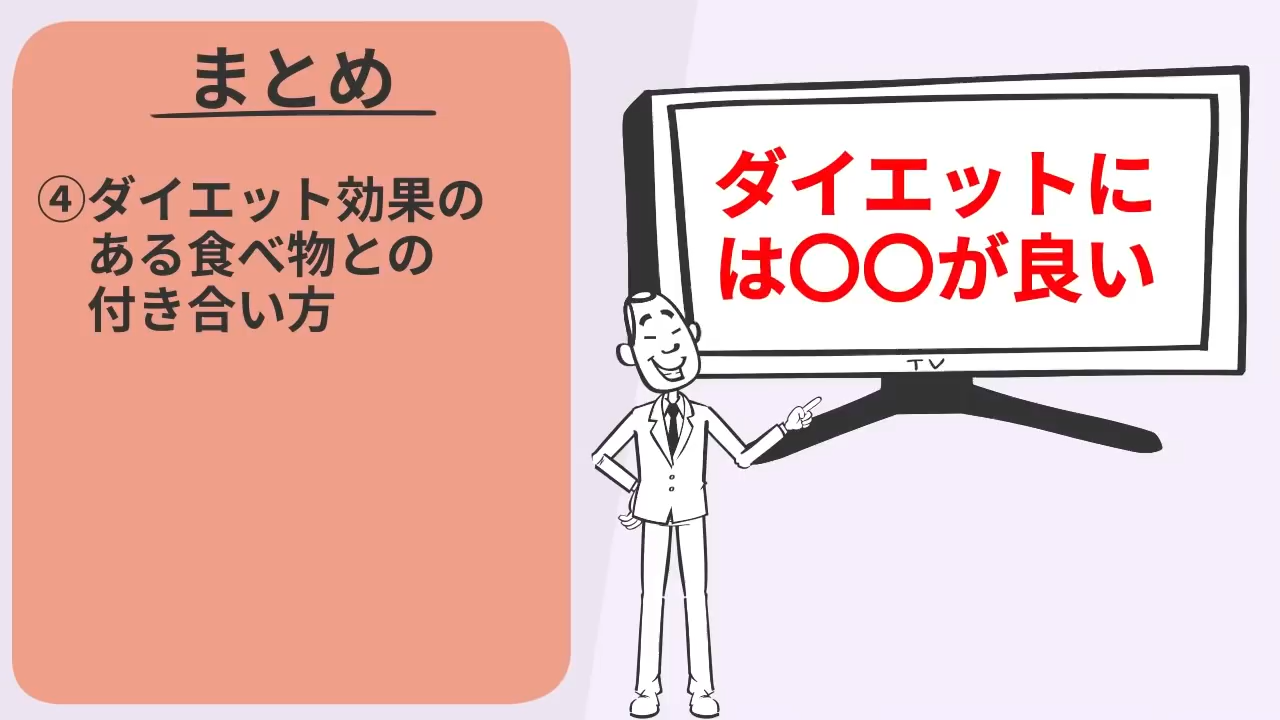 まとめ
④ダイエット効果の
ある食べ物との
付き合い方
ダイエットに
は〇〇が良い
TV